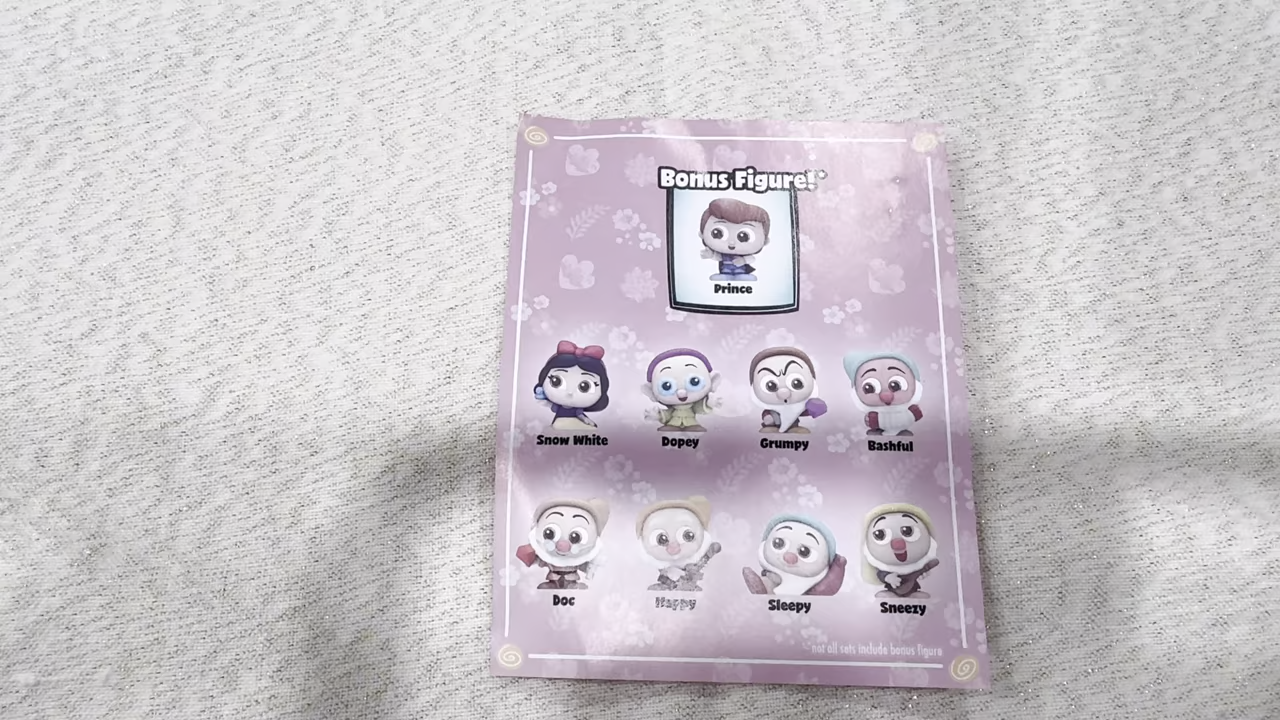 Bonus Figure!*
Prince
Snow White Dopey Grumpy Bashful
Doc Happy Sleepy Sneezy
*not all sets include bonus figure